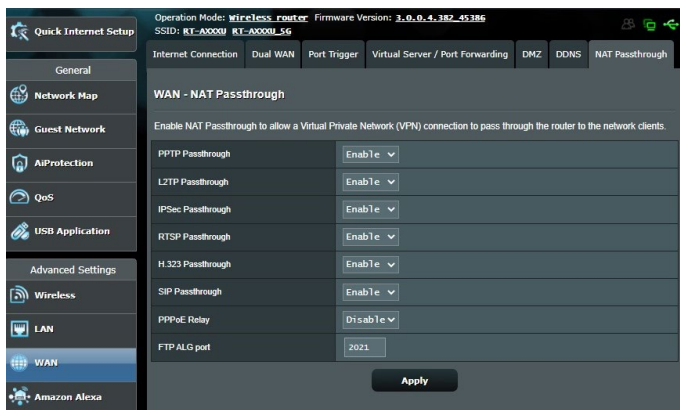 Quick Internet Setup
Operation Mode: Wireless router Firmware Version: 3.0.0.4.382_45386
SSID: RT-AXXXU RT-AXXXU_5G
General
Network Map
Guest Network
AiProtection
QoS
USB Application
Advanced Settings
Wireless
LAN
WAN
Amazon Alexa
Internet Connection Dual WAN Port Trigger Virtual Server / Port Forwarding DMZ DDNS NAT Passthrough
WAN - NAT Passthrough
Enable NAT Passthrough to allow a Virtual Private Network (VPN) connection to pass through the router to the network clients.
PPTP Passthrough Enable
L2TP Passthrough Enable
IPSec Passthrough Enable
RTSP Passthrough Enable
H.323 Passthrough Enable
SIP Passthrough Enable
PPPoE Relay Disable
FTP ALG port 2021
Apply